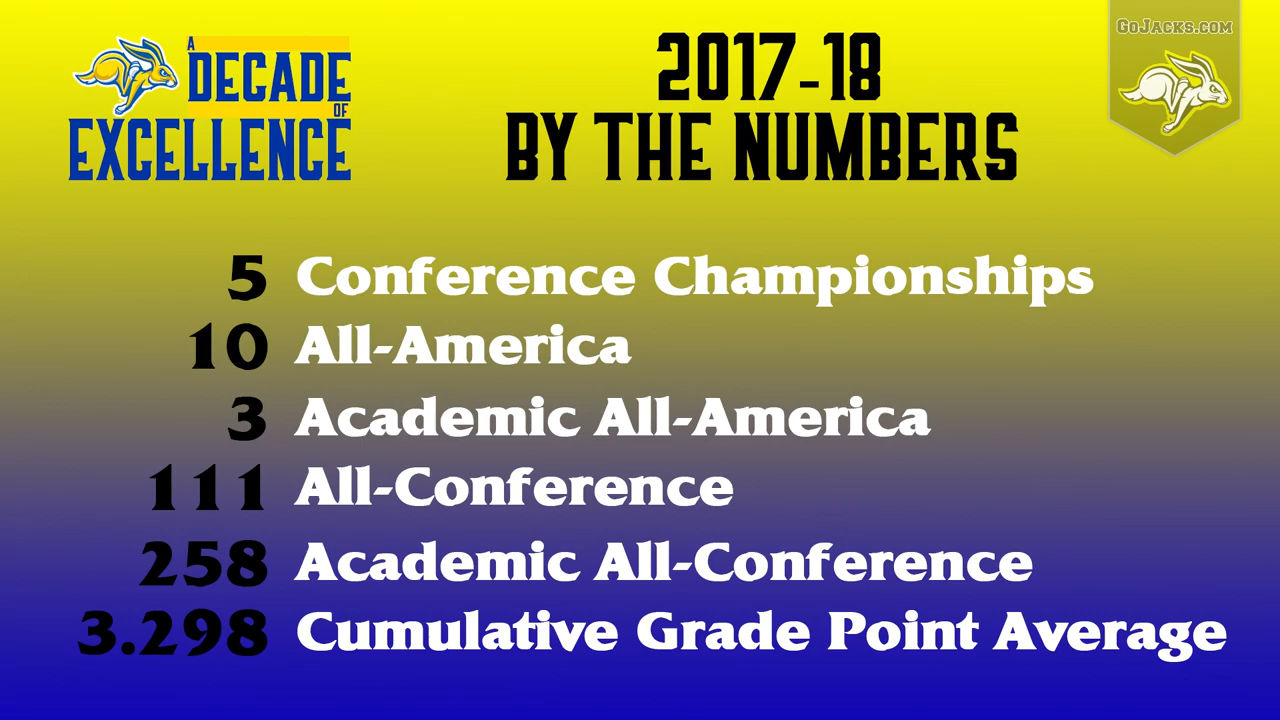 A
DECADE
OF
EXCELLENCE
2017-18
BY THE NUMBERS
GoJacks.com
5 Conference Championships
10 All-America
3 Academic All-America
111 All-Conference
258 Academic All-Conference
3.298 Cumulative Grade Point Average